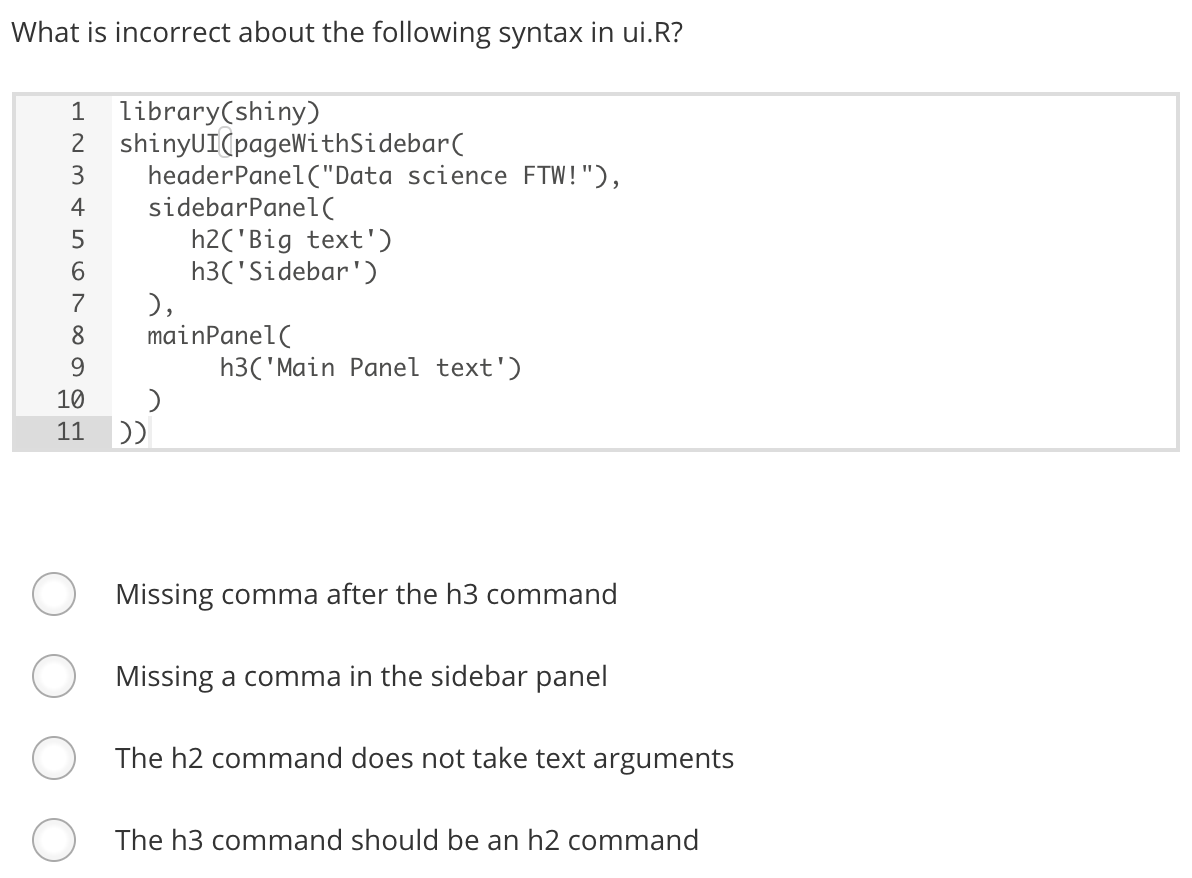 What is incorrect about the following syntax in ui.R?
1 library(shiny)
2 shinyUI(pageWithSidebar(
3   headerPanel("Data science FTW!"),
4   sidebarPanel(
5      h2('Big text')
6      h3('Sidebar')
7   ),
8   mainPanel(
9        h3('Main Panel text')
10   )
11 ))
Missing comma after the h3 command
Missing a comma in the sidebar panel
The h2 command does not take text arguments
The h3 command should be an h2 command